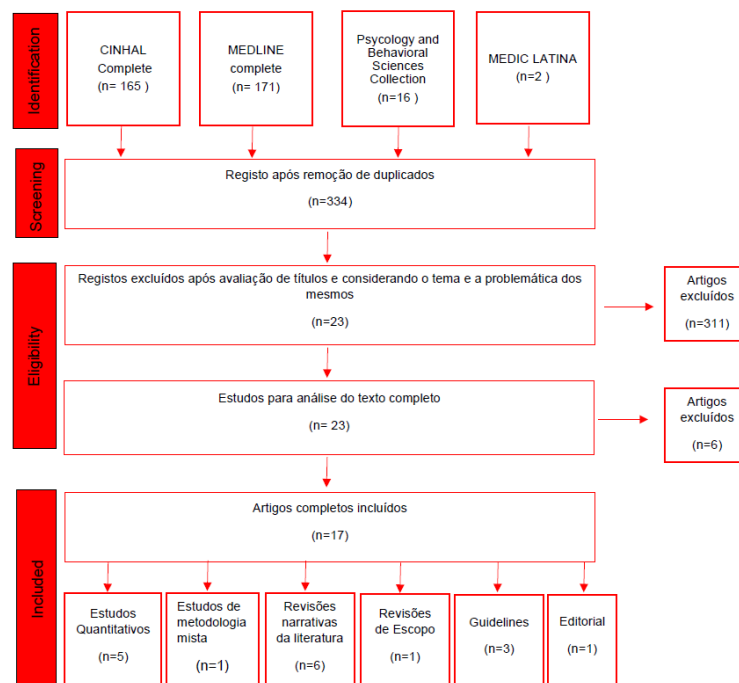 Identification
CINHAL
Complete
(n= 165 )
MEDLINE
complete
(n= 171)
Psycology and
Behavioral
Sciences
Collection
(n=16 )
MEDIC LATINA
(n=2 )
Screening
Registo após remoção de duplicados
(n=334)
Eligibility
Registos excluídos após avaliação de títulos e considerando o tema e a problemática dos
mesmos
(n=23)
Artigos
excluídos
(n=311)
Estudos para análise do texto completo
(n= 23)
Artigos
excluídos
(n=6)
Included
Artigos completos incluídos
(n=17)
Estudos
Quantitativos
(n=5)
Estudos de
metodologia
mista
(n=1)
Revisões
narrativas
da literatura
(n=6)
Revisões
de Escopo
(n=1)
Guidelines
(n=3)
Editorial
(n=1)